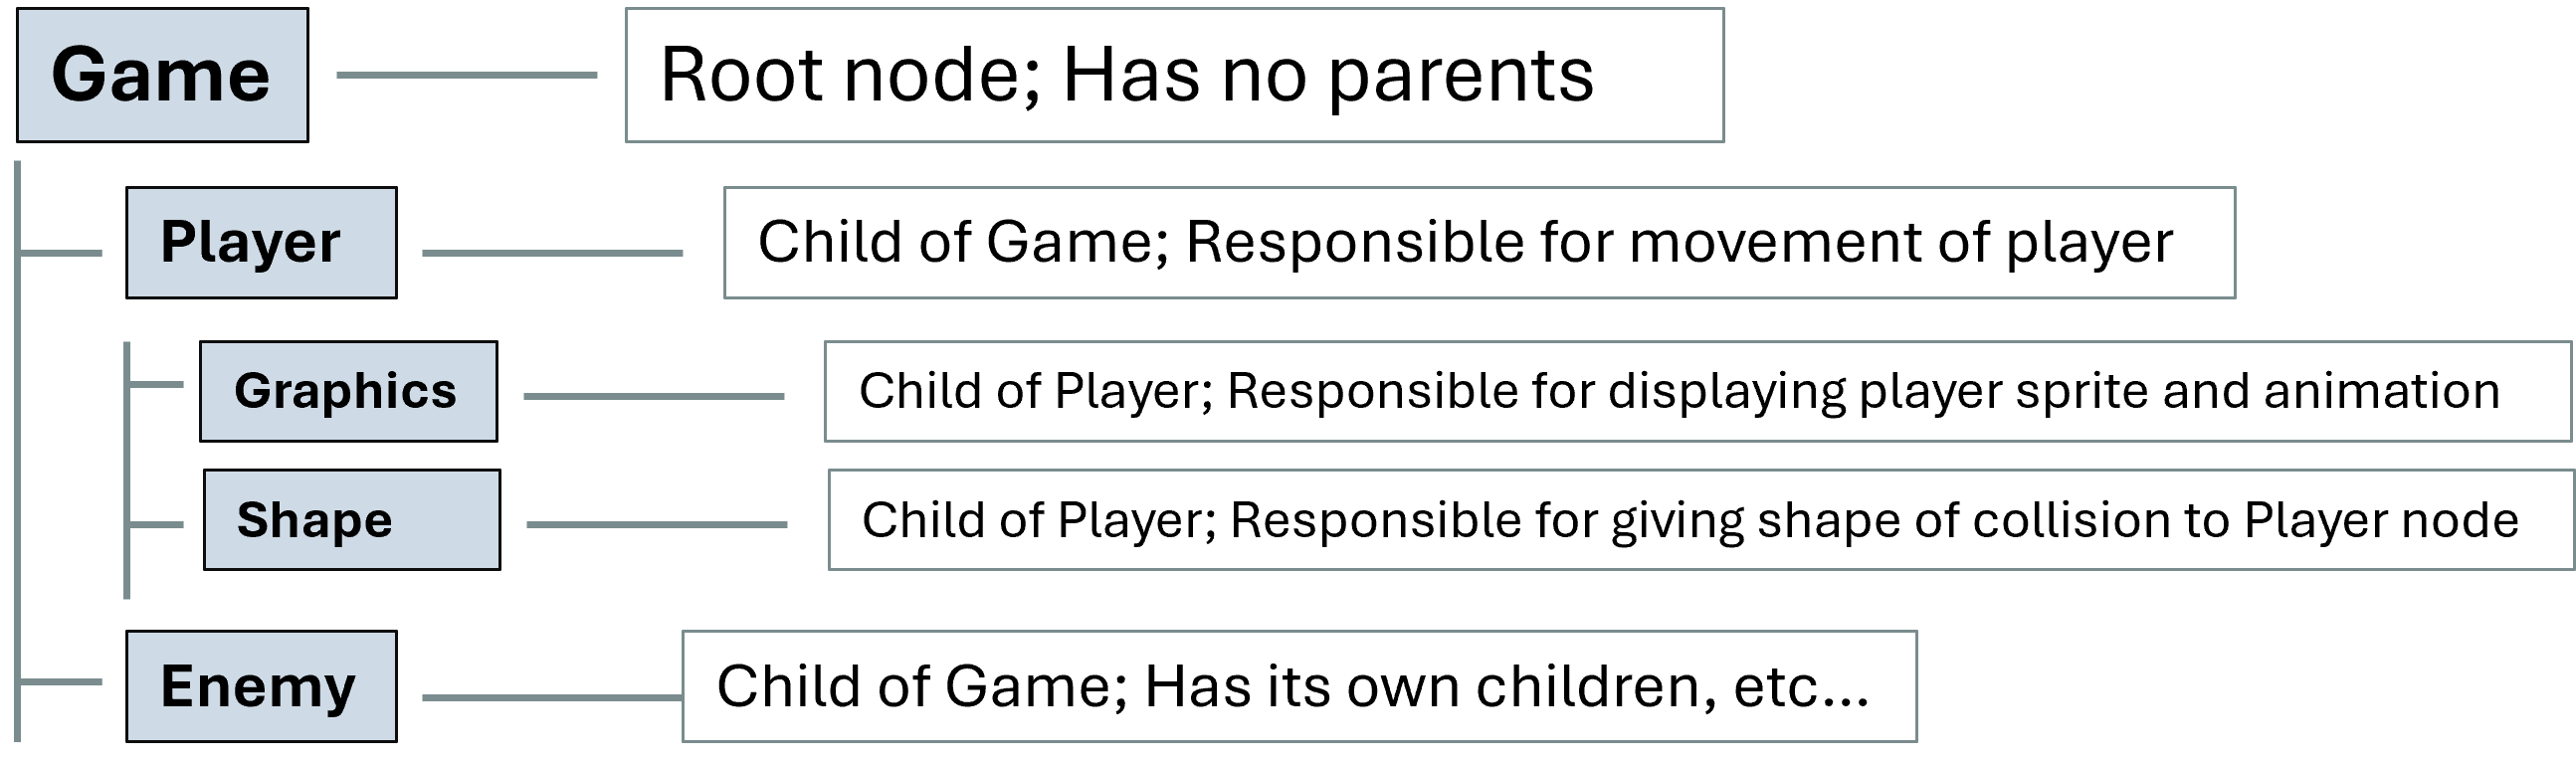 Game
Root node; Has no parents
Player
Child of Game; Responsible for movement of player
Graphics
Child of Player; Responsible for displaying player sprite and animation
Shape
Child of Player; Responsible for giving shape of collision to Player node
Enemy
Child of Game; Has its own children, etc...